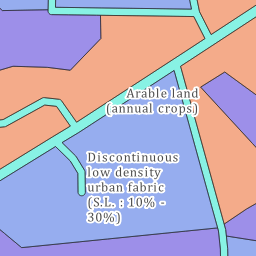 Arable land
(annual crops)
Discontinuous
low density
urban fabric
(S.L. : 10% -
30%)